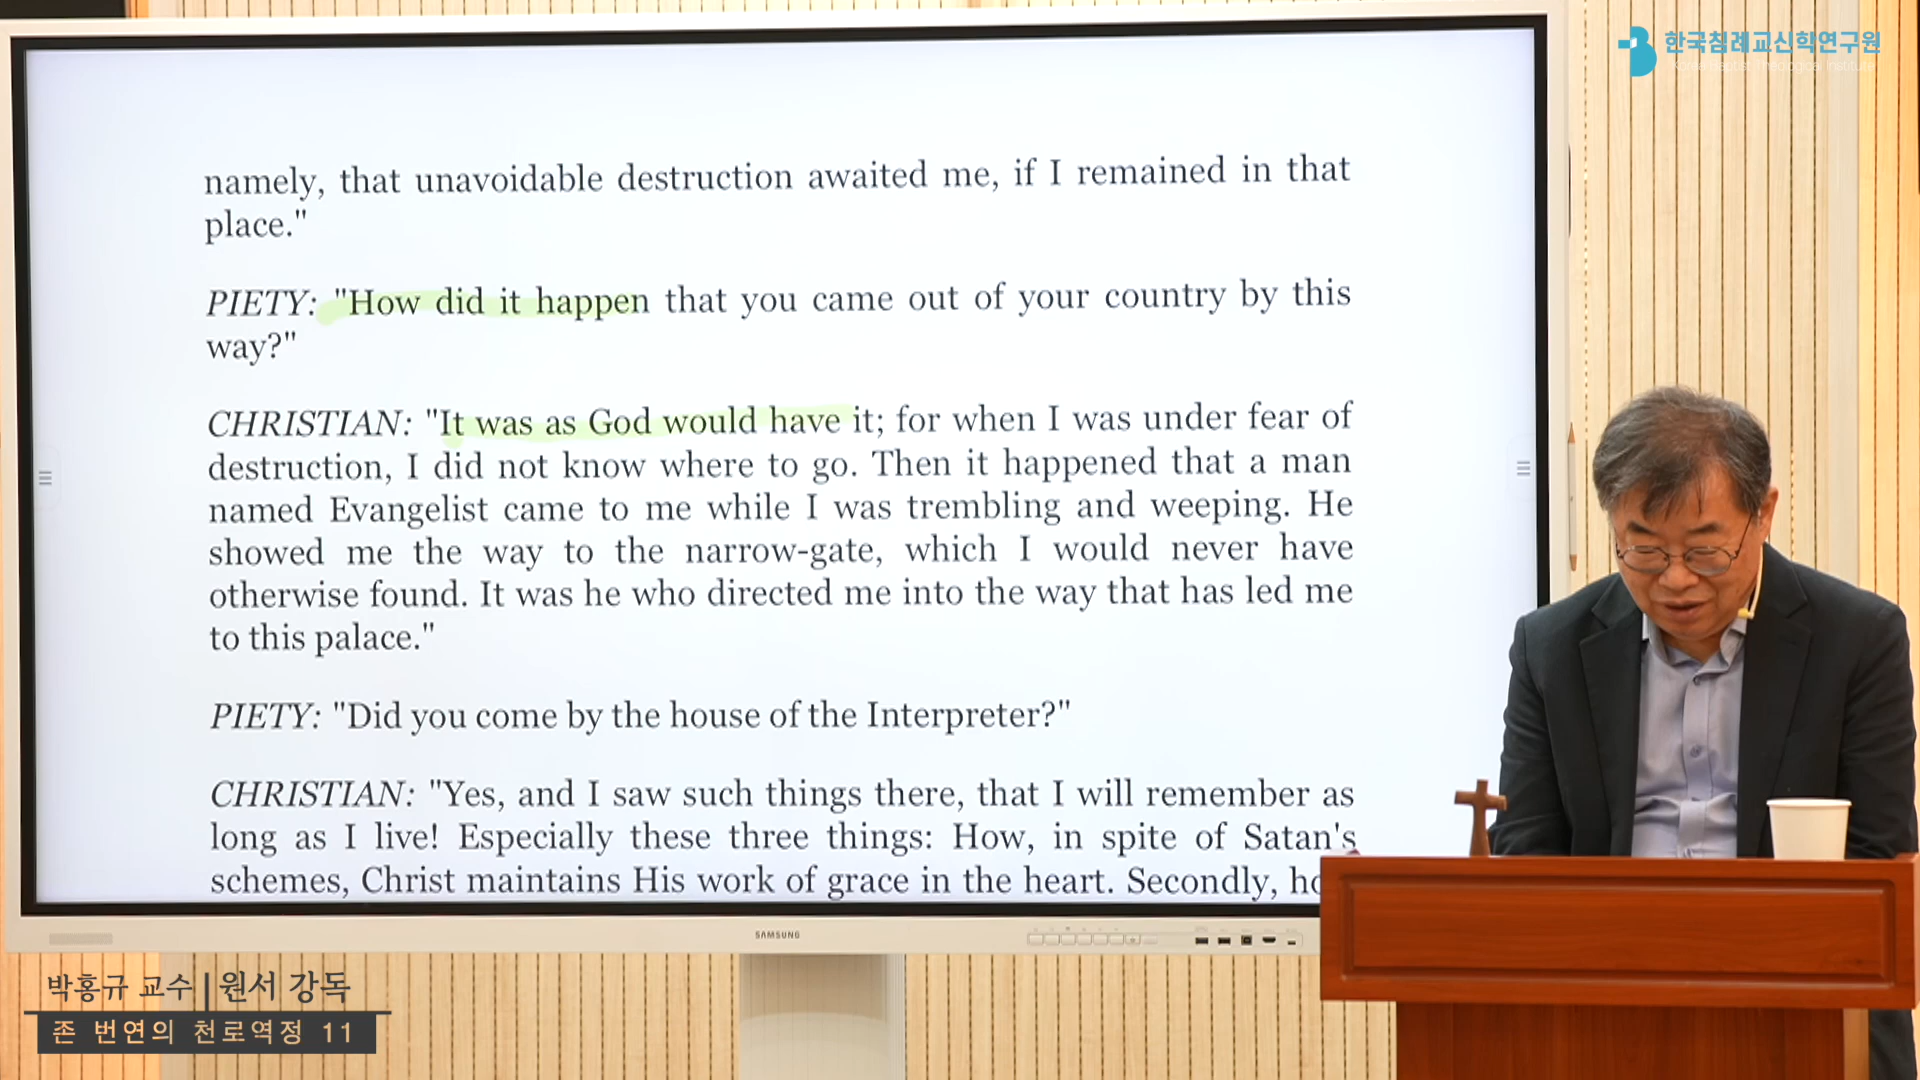 한국침례교신학연구원
namely, that unavoidable destruction awaited me, if I remained in that
place."
PIETY: "How did it happen that you came out of your country by this
way?"
CHRISTIAN: "It was as God would have it; for when I was under fear of
destruction, I did not know where to go. Then it happened that a man
named Evangelist came to me while I was trembling and weeping. He
showed me the way to the narrow-gate, which I would never have
otherwise found. It was he who directed me into the way that has led me
to this palace."
PIETY: "Did you come by the house of the Interpreter?"
CHRISTIAN: "Yes, and I saw such things there, that I will remember as
long as I live! Especially these three things: How, in spite of Satan's
schemes, Christ maintains His work of grace in the heart. Secondly,
SAMSUNG
박홍규 교수 | 원서 강독
존 번연의 천로역정 11